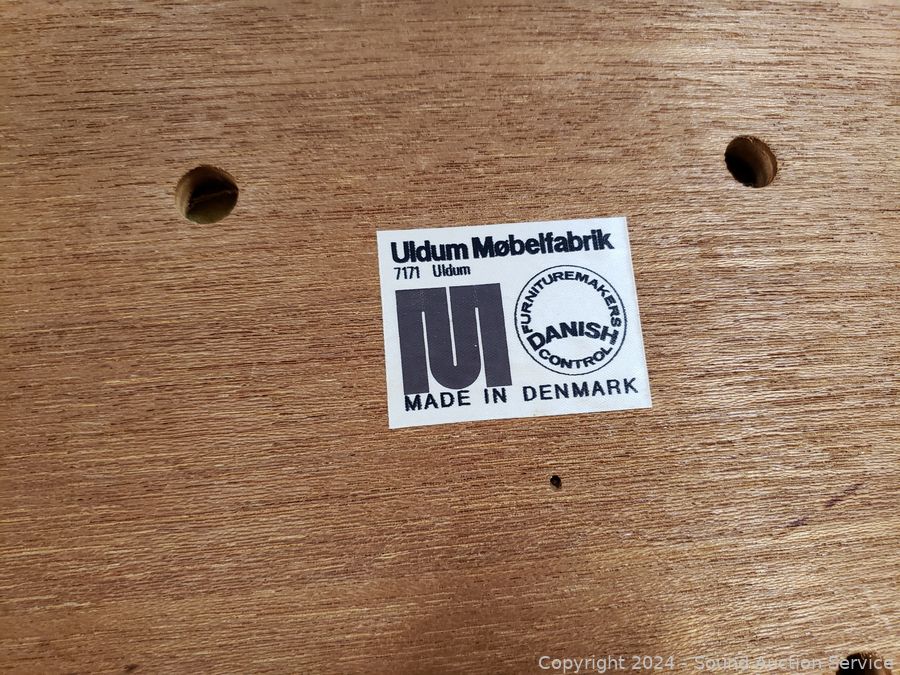 Uldum Møbelfabrik
7171 Uldum
FURNITUREMAKERS
DANISH
CONTROL
MADE IN DENMARK
Copyright 2024 - Sound Auction Service